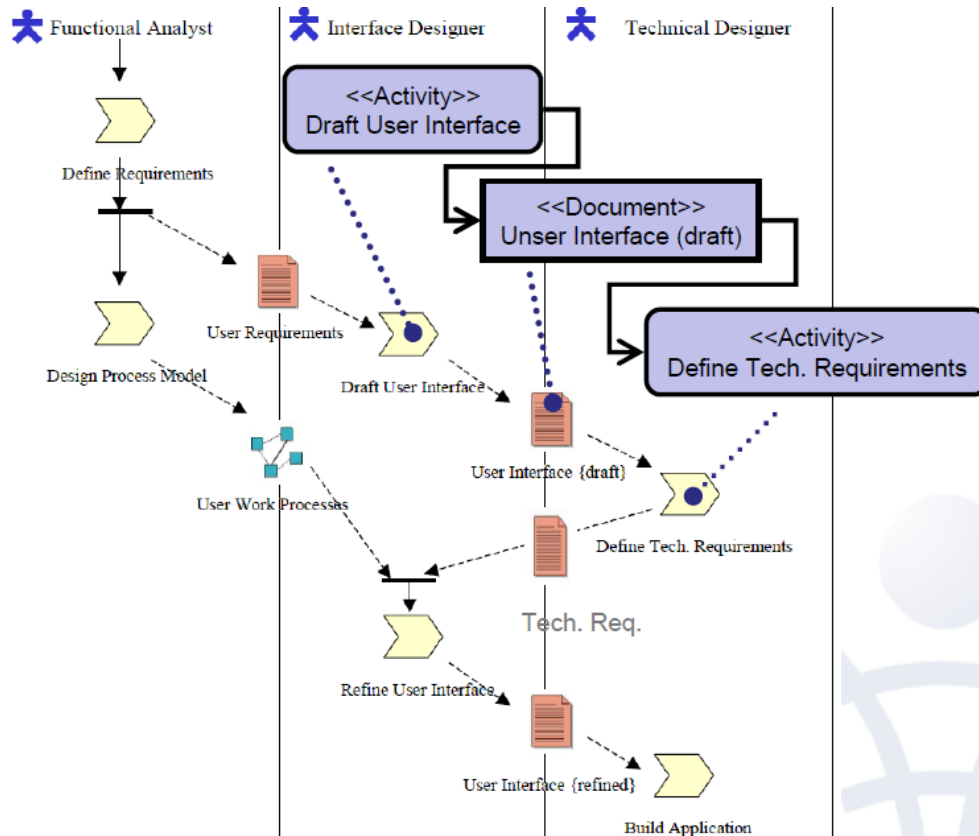 Functional Analyst
Interface Designer
Technical Designer
<<Activity>>
Draft User Interface
Define Requirements
<<Document>>
Unser Interface (draft)
User Requirements
<<Activity>>
Define Tech. Requirements
Design Process Model
Draft User Interface
User Interface {draft}
User Work Processes
Define Tech. Requirements
Tech. Req.
Refine User Interface
User Interface {refined}
Build Application